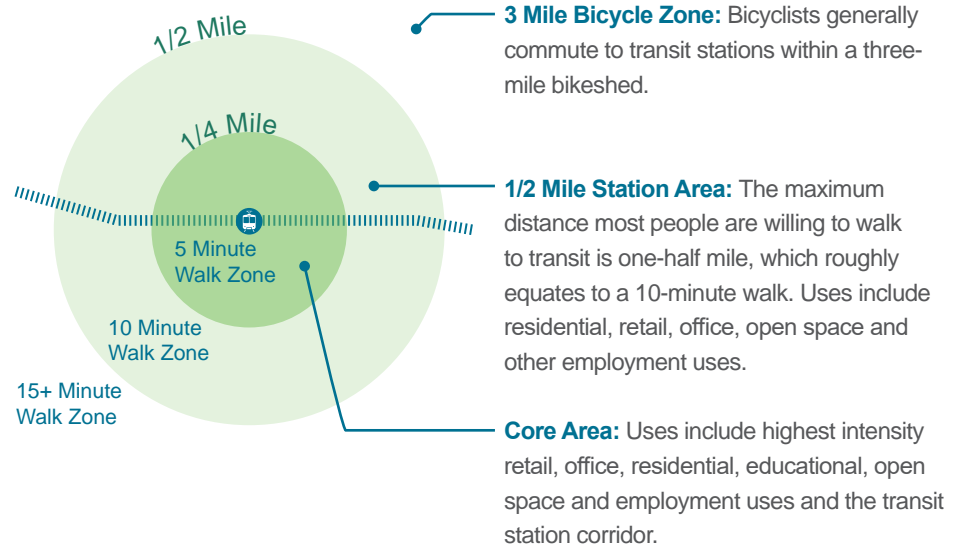 1/2 Mile
1/4 Mile
5 Minute
Walk Zone
10 Minute
Walk Zone
15+ Minute
Walk Zone
3 Mile Bicycle Zone: Bicyclists generally
commute to transit stations within a three-
mile bikeshed.
1/2 Mile Station Area: The maximum
distance most people are willing to walk
to transit is one-half mile, which roughly
equates to a 10-minute walk. Uses include
residential, retail, office, open space and
other employment uses.
Core Area: Uses include highest intensity
retail, office, residential, educational, open
space and employment uses and the transit
station corridor.